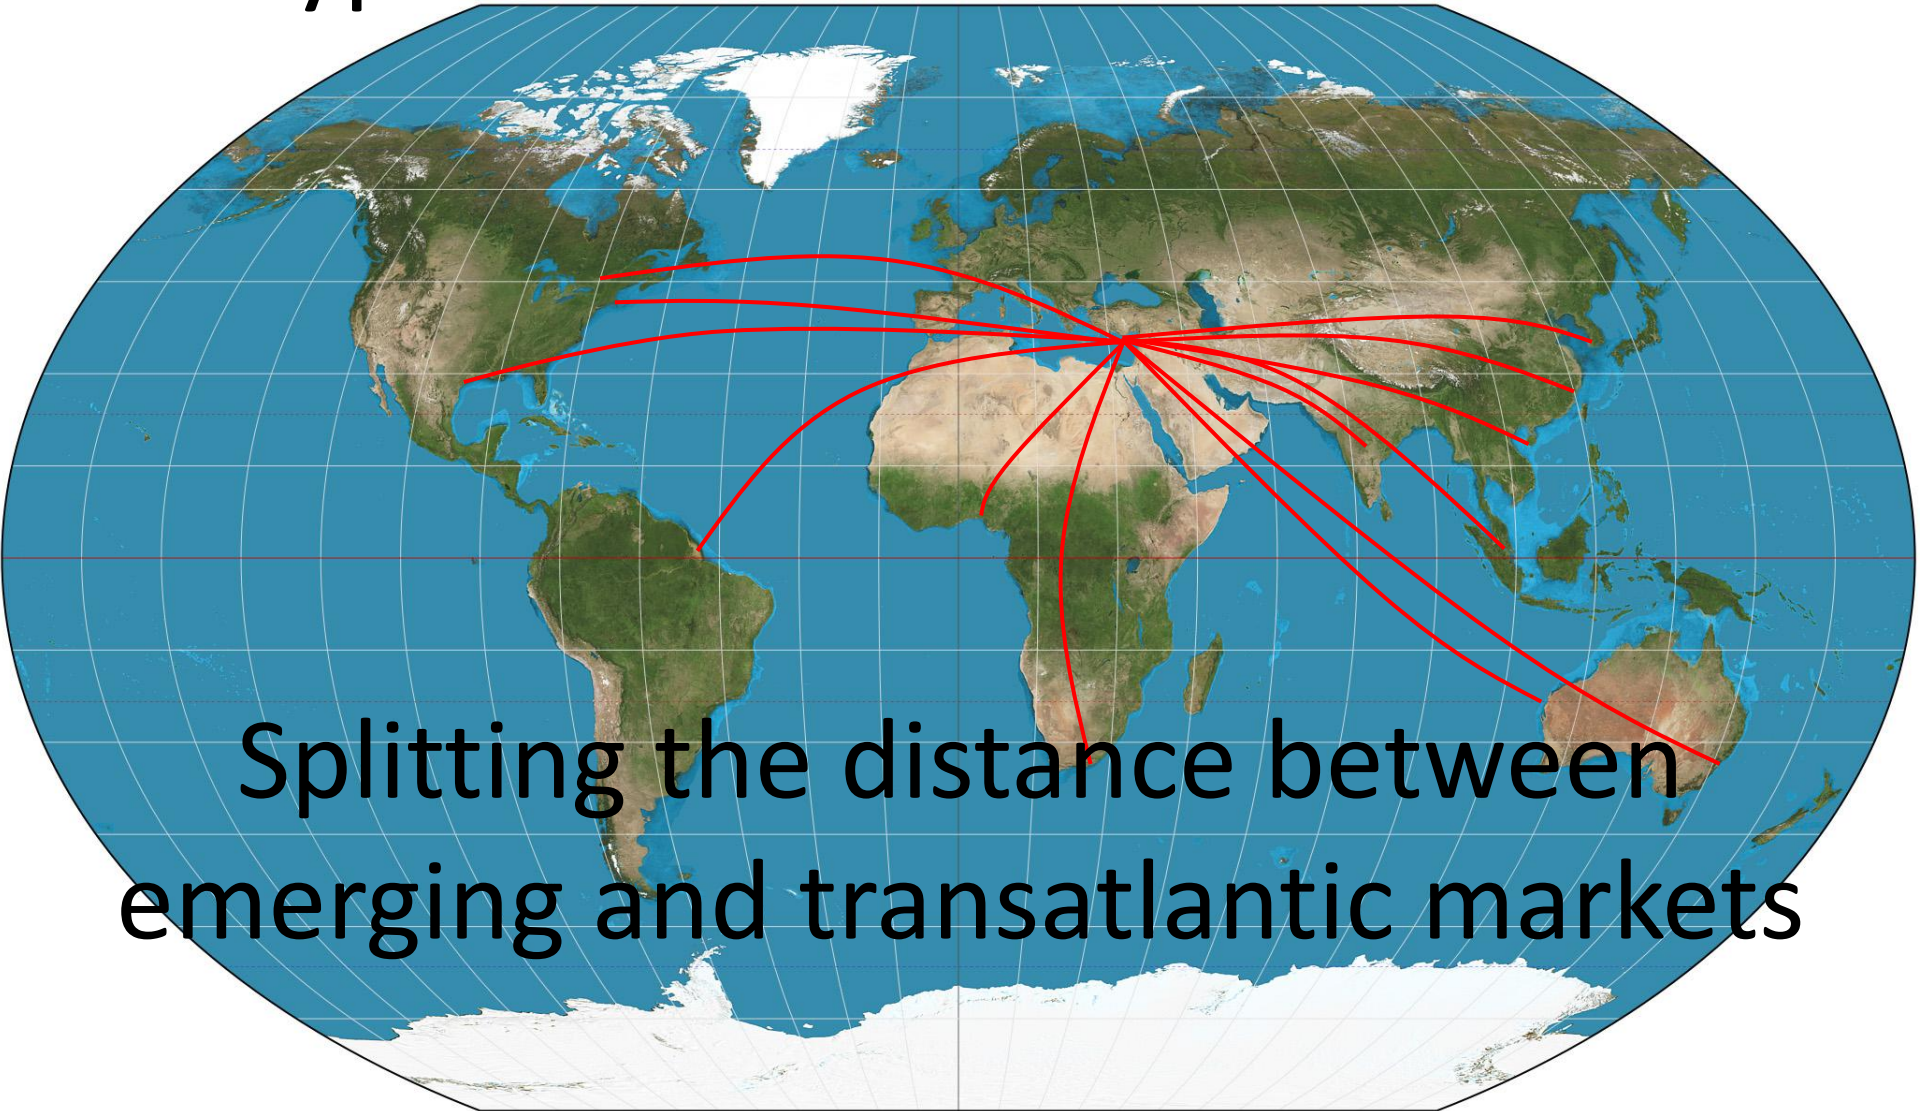 Splitting the distance between
emerging and transatlantic markets